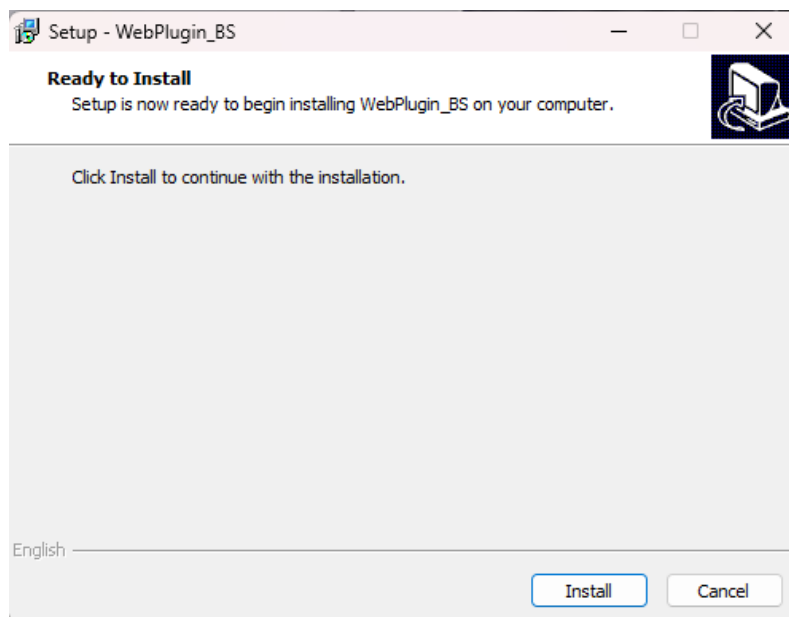 Setup - WebPlugin_BS
Ready to Install
Setup is now ready to begin installing WebPlugin_BS on your computer.
Click Install to continue with the installation.
English
Install
Cancel